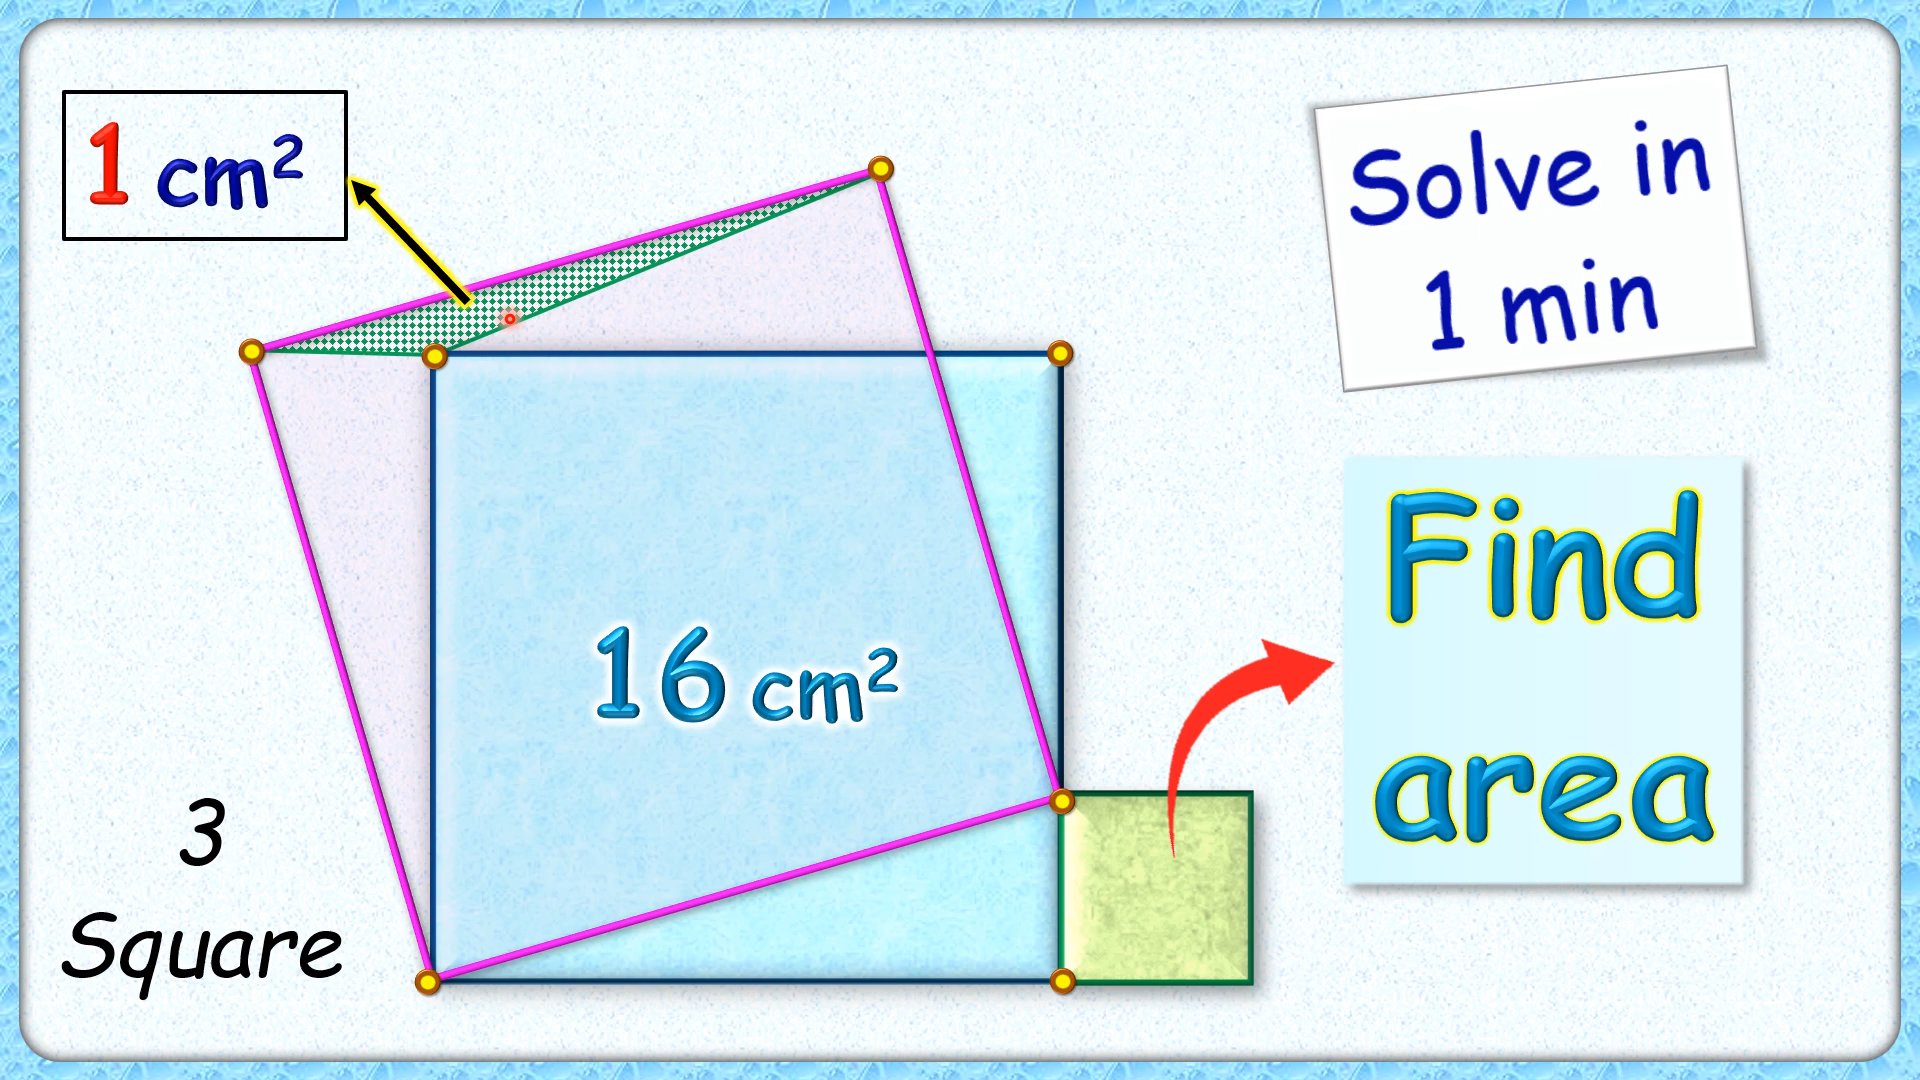 1 cm²
Solve in
1 min
Find
area
16 cm²
3
Square